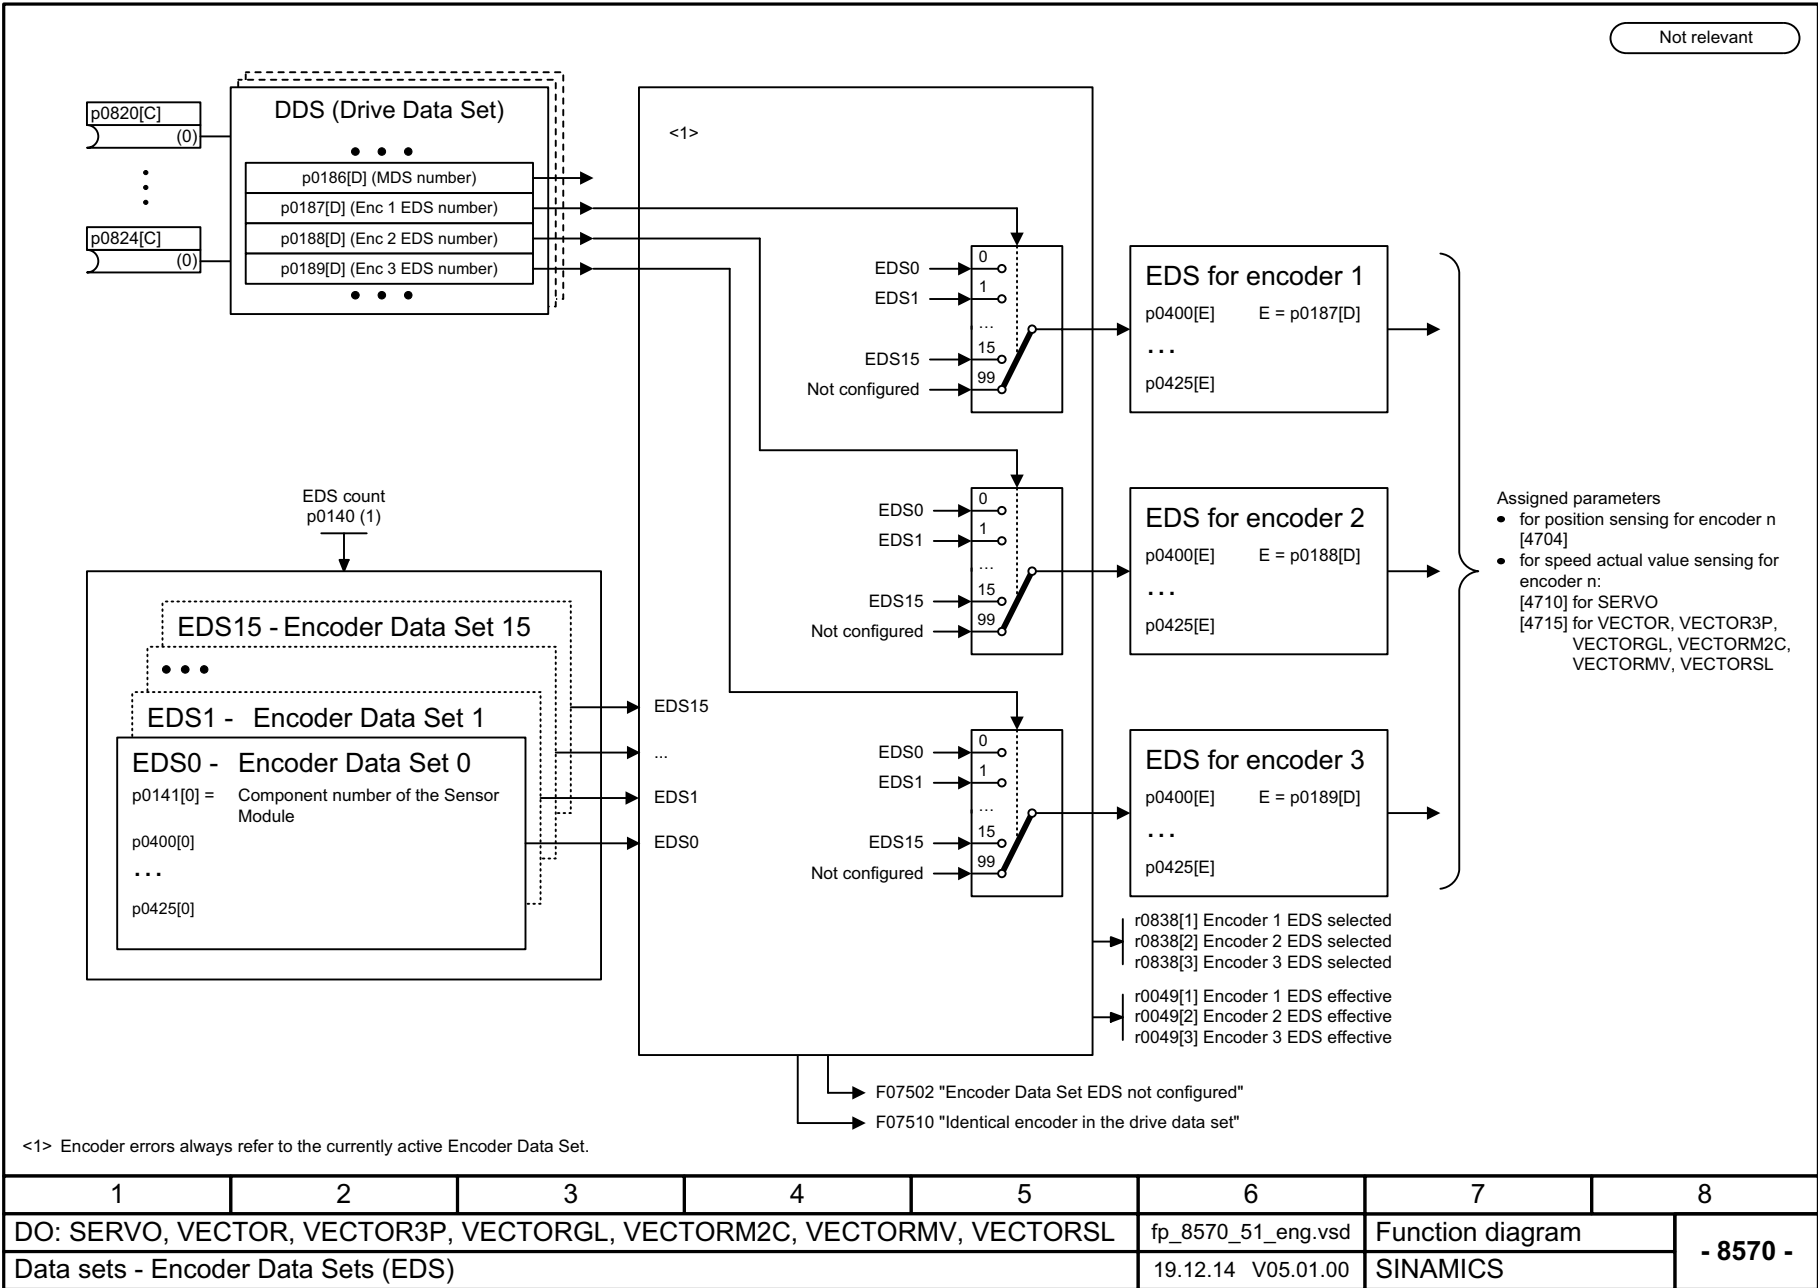 Not relevant
p0820[C]
(0)
p0824[C]
(0)
DDS (Drive Data Set)
p0186[D] (MDS number)
p0187[D] (Enc 1 EDS number)
p0188[D] (Enc 2 EDS number)
p0189[D] (Enc 3 EDS number)
<1>
EDS0
EDS1
EDS15
Not configured
0
1
...
15
99
EDS for encoder 1
p0400[E] E = p0187[D]
...
p0425[E]
EDS0
EDS1
EDS15
Not configured
0
1
...
15
99
EDS for encoder 2
p0400[E] E = p0188[D]
...
p0425[E]
Assigned parameters
• for position sensing for encoder n
[4704]
• for speed actual value sensing for
encoder n:
[4710] for SERVO
[4715] for VECTOR, VECTOR3P,
VECTORGL, VECTORM2C,
VECTORMV, VECTORSL
EDS count
p0140 (1)
EDS15 - Encoder Data Set 15
EDS1 - Encoder Data Set 1
EDS0 - Encoder Data Set 0
p0141[0] = Component number of the Sensor
Module
p0400[0]
...
p0425[0]
EDS15
...
EDS1
EDS0
EDS0
EDS1
EDS15
Not configured
0
1
...
15
99
EDS for encoder 3
p0400[E] E = p0189[D]
...
p0425[E]
r0838[1] Encoder 1 EDS selected
r0838[2] Encoder 2 EDS selected
r0838[3] Encoder 3 EDS selected
r0049[1] Encoder 1 EDS effective
r0049[2] Encoder 2 EDS effective
r0049[3] Encoder 3 EDS effective
F07502 "Encoder Data Set EDS not configured"
F07510 "Identical encoder in the drive data set"
<1> Encoder errors always refer to the currently active Encoder Data Set.
1 2 3 4 5 6 7 8
DO: SERVO, VECTOR, VECTOR3P, VECTORGL, VECTORM2C, VECTORMV, VECTORSL
fp_8570_51_eng.vsd
Function diagram
- 8570 -
Data sets - Encoder Data Sets (EDS)
19.12.14 V05.01.00
SINAMICS